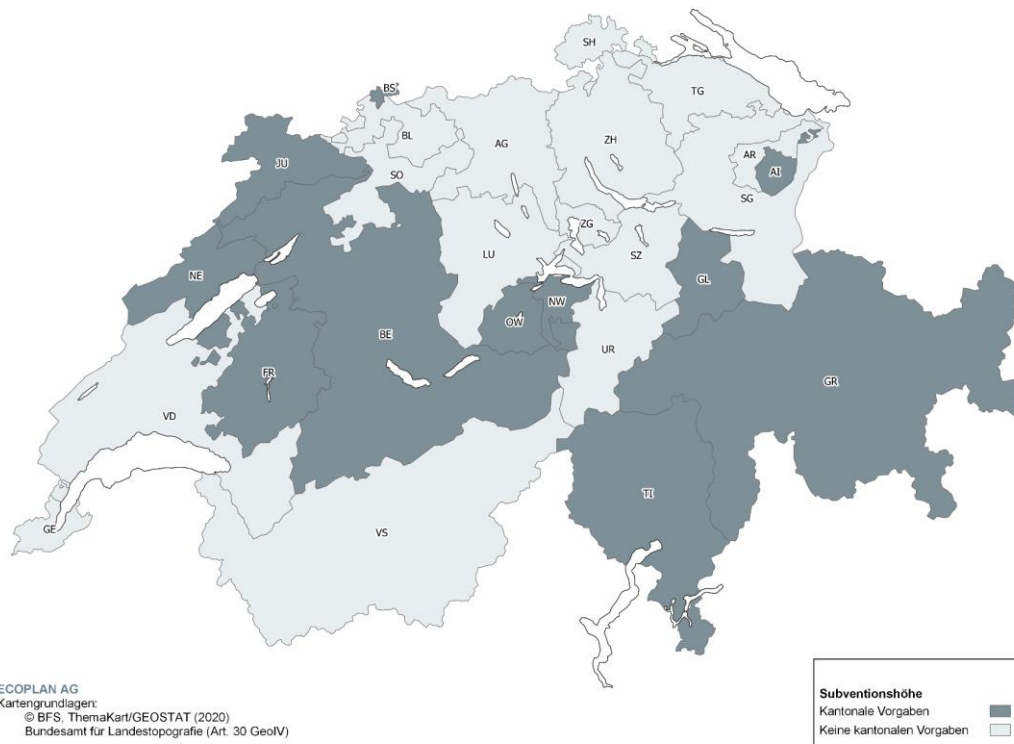 SH
BS
TG
BL
AG
ZH
JU
AR
SO
AI
SG
ZG
LU
SZ
NE
GL
NW
OW
BE
UR
FR
GR
VD
TI
GE
VS
ECOPLAN AG
Kartengrundlagen:
© BFS, ThemaKart/GEOSTAT (2020)
Bundesamt für Landestopografie (Art. 30 GeoIV)
Subventionshöhe
Kantonale Vorgaben
Keine kantonalen Vorgaben